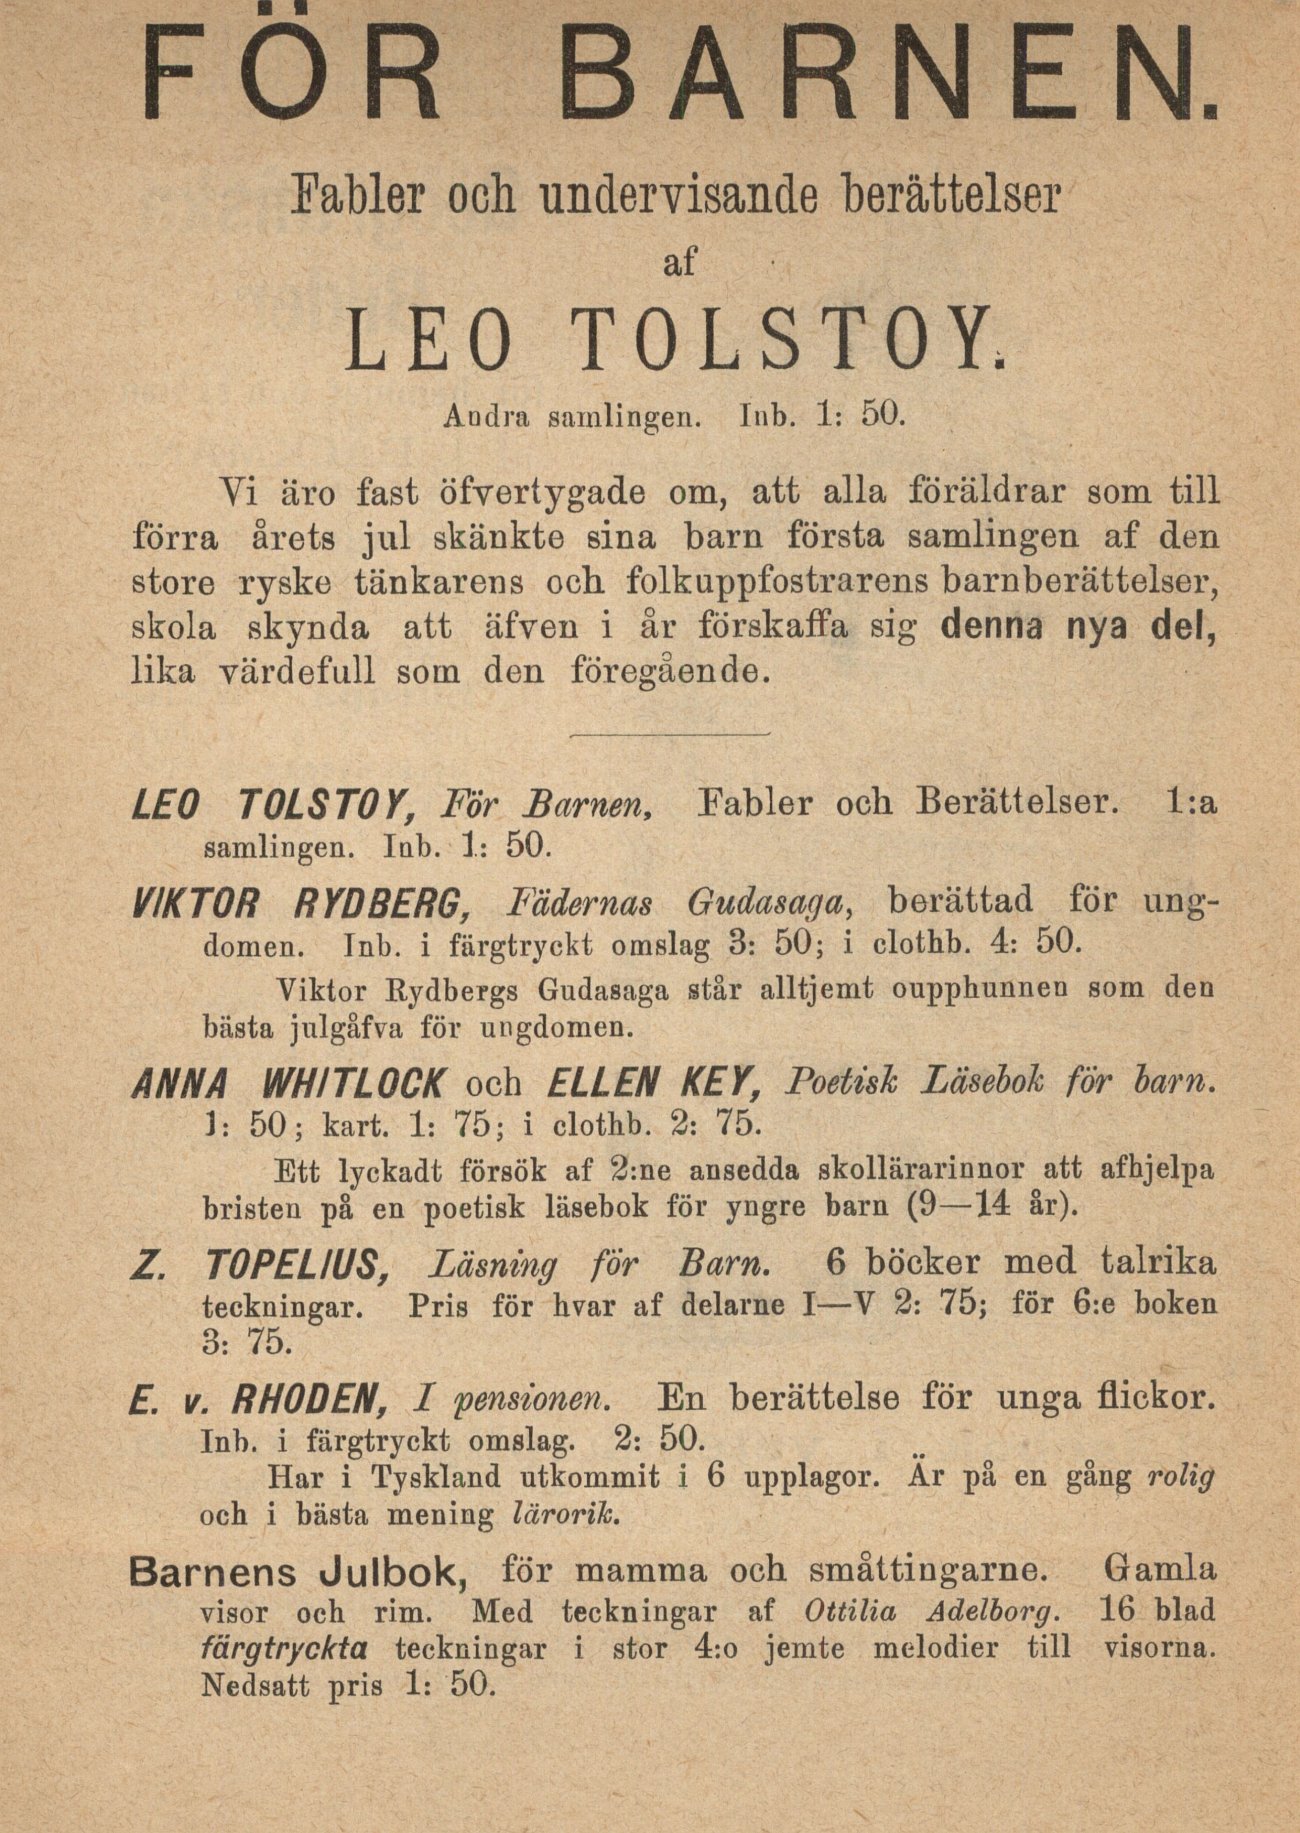 FÖR BARNEN.
Fabler och undervisande berättelser
af
LEO TOLSTOY.
Andra samlingen. Inb. 1: 50.
Vi äro fast öfvertygade om, att alla föräldrar som till
förra årets jul skänkte sina barn första samlingen af den
store ryske tänkarens och folkuppfostrarens barnberättelser,
skola skynda att äfven i år förskaffa sig denna nya del,
lika värdefull som den föregående.
LEO TOLSTOY, För Barnen, Fabler och Berättelser. 1:a
samlingen. Inb. 1: 50.
VIKTOR RYDBERG, Fädernas Gudasaga, berättad för ung-
domen. Inb. i färgtryckt omslag 3: 50; i clothb. 4: 50.
Viktor Rydbergs Gudasaga står alltjemt oupphunnen som den
bästa julgåfva för ungdomen.
ANNA WHITLOCK och ELLEN KEY, Poetisk Läsebok för barn.
1: 50; kart. 1: 75; i clothb. 2: 75.
Ett lyckadt försök af 2:ne ansedda skollärarinnor att afhjelpa
bristen på en poetisk läsebok för yngre barn (9—14 år).
Z. TOPELIUS, Läsning för Barn. 6 böcker med talrika
teckningar. Pris för hvar af delarne I—V 2: 75; för 6:e boken
3: 75.
E. v. RHODEN, I pensionen. En berättelse för unga flickor.
Inb. i färgtryckt omslag. 2: 50.
Har i Tyskland utkommit i 6 upplagor. Är på en gång rolig
och i bästa mening lärorik.
Barnens Julbok, för mamma och småttingarne. Gamla
visor och rim. Med teckningar af Ottilia Adelborg. 16 blad
färgtryckta teckningar i stor 4:o jemte melodier till visorna.
Nedsatt pris 1: 50.